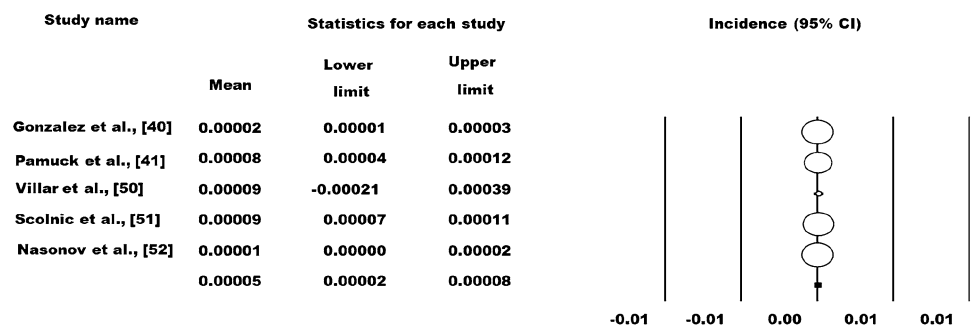 Study name Statistics for each study Incidence (95% CI)
Mean Lower limit Upper limit
Gonzalez et al., [40] 0.00002 0.00001 0.00003
Pamuck et al., [41] 0.00008 0.00004 0.00012
Villar et al., [50] 0.00009 -0.00021 0.00039
Scolnic et al., [51] 0.00009 0.00007 0.00011
Nasonov et al., [52] 0.00001 0.00000 0.00002
0.00005 0.00002 0.00008
-0.01 -0.01 0.00 0.01 0.01